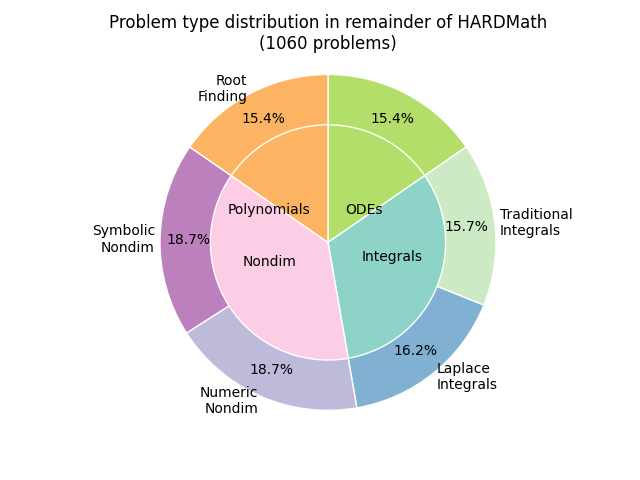 Problem type distribution in remainder of HARDMath
(1060 problems)
Root
Finding
15.4%
15.4%
Polynomials
ODEs
Traditional
Integrals
15.7%
Symbolic
Nondim
18.7%
Nondim
Integrals
16.2%
Laplace
Integrals
18.7%
Numeric
Nondim